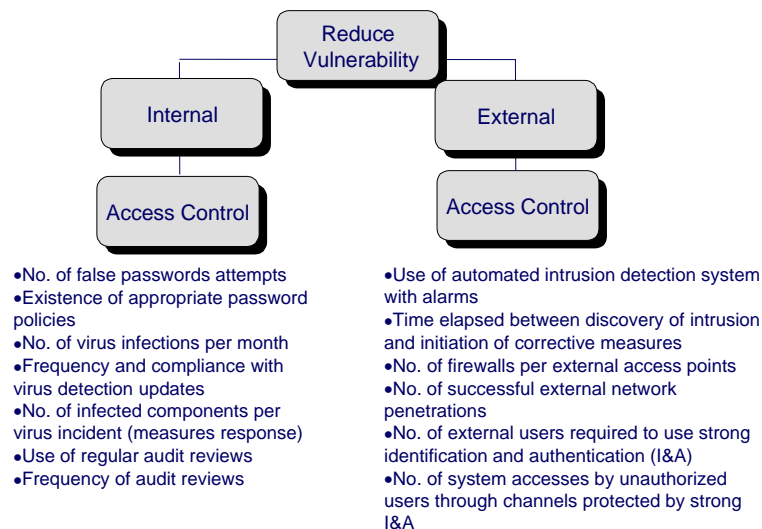 Reduce
Vulnerability
Internal
External
Access Control
Access Control
•No. of false passwords attempts
•Existence of appropriate password
policies
•No. of virus infections per month
•Frequency and compliance with
virus detection updates
•No. of infected components per
virus incident (measures response)
•Use of regular audit reviews
•Frequency of audit reviews
•Use of automated intrusion detection system
with alarms
•Time elapsed between discovery of intrusion
and initiation of corrective measures
•No. of firewalls per external access points
•No. of successful external network
penetrations
•No. of external users required to use strong
identification and authentication (I&A)
•No. of system accesses by unauthorized
users through channels protected by strong
I&A